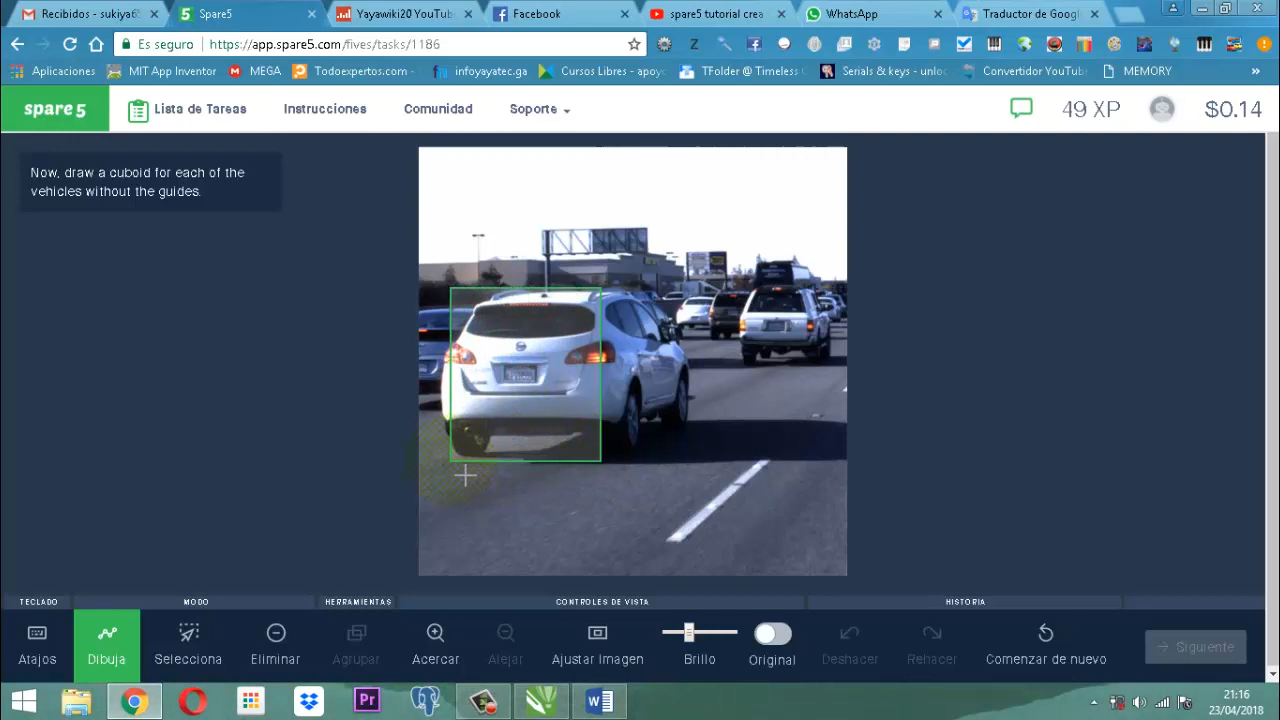 Recibidos - sukiya6
Spare5
Yayawiki20 YouTub
Facebook
spare5 tutorial crea
WhatsApp
Traductor de Googl
Es seguro
https://app.spare5.com/fives/tasks/1186
Aplicaciones
MIT App Inventor
MEGA
Todoexpertos.com -
infoyayatec.ga
Cursos Libres - apoy
TFolder @ Timeless
Serials & keys - unlo
Convertidor YouTub
MEMORY
spare5
Lista de Tareas
Instrucciones
Comunidad
Soporte
49 XP
$0.14
Now, draw a cuboid for each of the
vehicles without the guides.
TECLADO
MODO
HERRAMIENTAS
CONTROLES DE VISTA
HISTORIA
Atajos
Dibuja
Selecciona
Eliminar
Agrupar
Acercar
Alejar
Ajustar Imagen
Brillo
Original
Deshacer
Rehacer
Comenzar de nuevo
Siguiente
21:16
23/04/2018